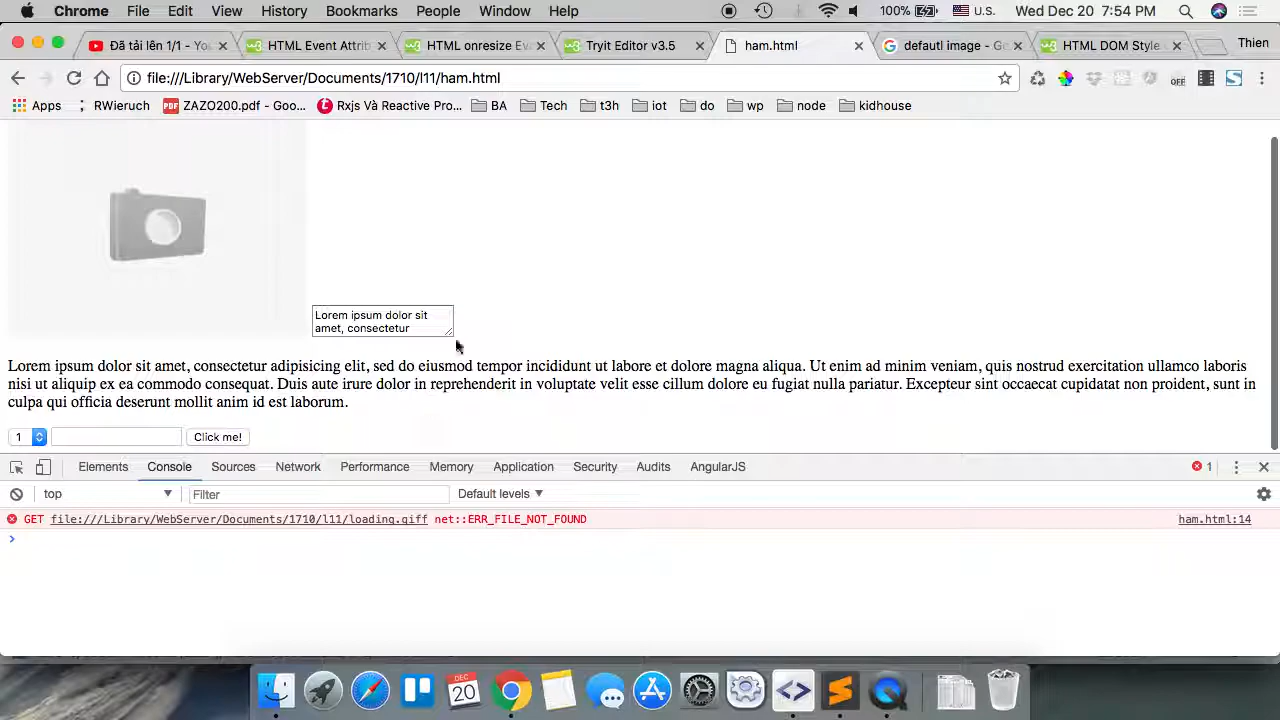 Chrome File Edit View History Bookmarks People Window Help 100% U.S. Wed Dec 20 7:54 PM
Đã tải lên 1/1 - You HTML Event Attrib HTML onresize Ev Tryit Editor v3.5 ham.html defautl image - Go HTML DOM Style Thien
file:///Library/WebServer/Documents/1710/l11/ham.html OFF
Apps RWieruch PDF ZAZO200.pdf - Goo... Rxjs Và Reactive Pro... BA Tech t3h iot do wp node kidhouse
Lorem ipsum dolor sit
amet, consectetur
Lorem ipsum dolor sit amet, consectetur adipisicing elit, sed do eiusmod tempor incididunt ut labore et dolore magna aliqua. Ut enim ad minim veniam, quis nostrud exercitation ullamco laboris
nisi ut aliquip ex ea commodo consequat. Duis aute irure dolor in reprehenderit in voluptate velit esse cillum dolore eu fugiat nulla pariatur. Excepteur sint occaecat cupidatat non proident, sunt in
culpa qui officia deserunt mollit anim id est laborum.
1 Click me!
Elements Console Sources Network Performance Memory Application Security Audits AngularJS 1
top Filter Default levels
GET file:///Library/WebServer/Documents/1710/l11/loading.giff net::ERR_FILE_NOT_FOUND ham.html:14
DEC
20